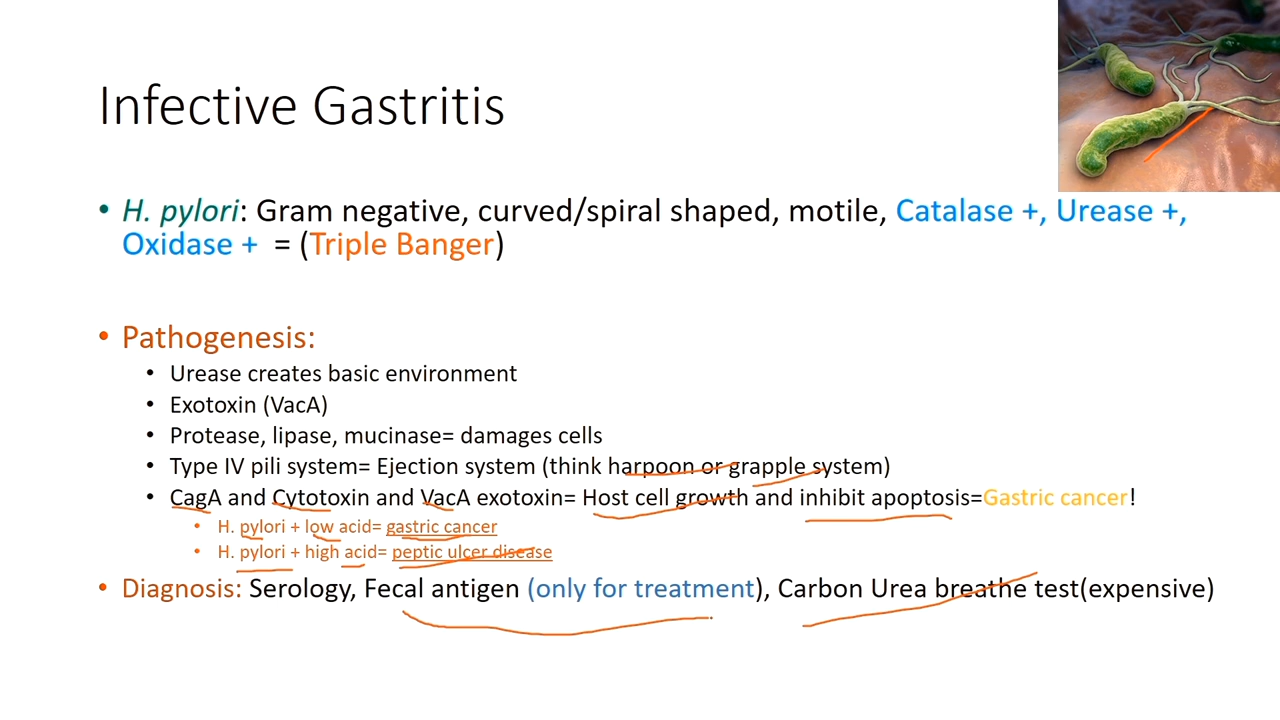 Infective Gastritis
• H. pylori: Gram negative, curved/spiral shaped, motile, Catalase +, Urease +,
Oxidase +  = (Triple Banger)
• Pathogenesis:
• Urease creates basic environment
• Exotoxin (VacA)
• Protease, lipase, mucinase= damages cells
• Type IV pili system= Ejection system (think harpoon or grapple system)
• CagA and Cytotoxin and VacA exotoxin= Host cell growth and inhibit apoptosis=Gastric cancer!
• H. pylori + low acid= gastric cancer
• H. pylori + high acid= peptic ulcer disease
• Diagnosis: Serology, Fecal antigen (only for treatment), Carbon Urea breathe test(expensive)